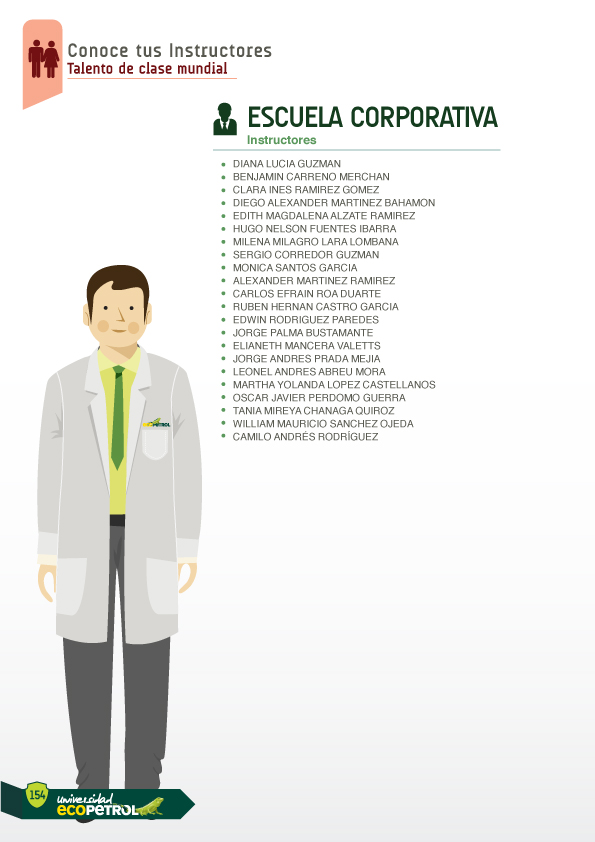 Conoce tus Instructores
Talento de clase mundial
ESCUELA CORPORATIVA
Instructores
DIANA LUCIA GUZMAN
BENJAMIN CARRENO MERCHAN
CLARA INES RAMIREZ GOMEZ
DIEGO ALEXANDER MARTINEZ BAHAMON
EDITH MAGDALENA ALZATE RAMIREZ
HUGO NELSON FUENTES IBARRA
MILENA MILAGRO LARA LOMBANA
SERGIO CORREDOR GUZMAN
MONICA SANTOS GARCIA
ALEXANDER MARTINEZ RAMIREZ
CARLOS EFRAIN ROA DUARTE
RUBEN HERNAN CASTRO GARCIA
EDWIN RODRIGUEZ PAREDES
JORGE PALMA BUSTAMANTE
ELIANETH MANCERA VALETTS
JORGE ANDRES PRADA MEJIA
LEONEL ANDRES ABREU MORA
MARTHA YOLANDA LOPEZ CASTELLANOS
OSCAR JAVIER PERDOMO GUERRA
TANIA MIREYA CHANAGA QUIROZ
WILLIAM MAURICIO SANCHEZ OJEDA
CAMILO ANDRÉS RODRÍGUEZ
ECOPETROL
154
universidad
ECOPETROL